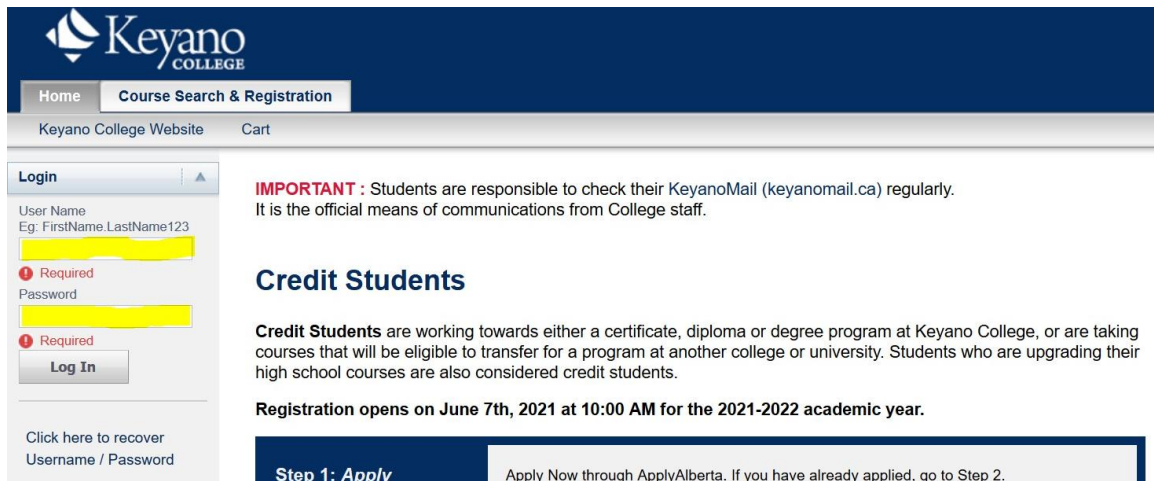 Keyano
COLLEGE
Home Course Search & Registration
Keyano College Website Cart
Login
User Name
Eg: FirstName.LastName123
Required
Password
Required
Log In
Click here to recover
Username / Password
IMPORTANT : Students are responsible to check their KeyanoMail (keyanomail.ca) regularly.
It is the official means of communications from College staff.
Credit Students
Credit Students are working towards either a certificate, diploma or degree program at Keyano College, or are taking
courses that will be eligible to transfer for a program at another college or university. Students who are upgrading their
high school courses are also considered credit students.
Registration opens on June 7th, 2021 at 10:00 AM for the 2021-2022 academic year.
Step 1: Apply Apply Now through ApplyAlberta. If you have already applied, go to Step 2.